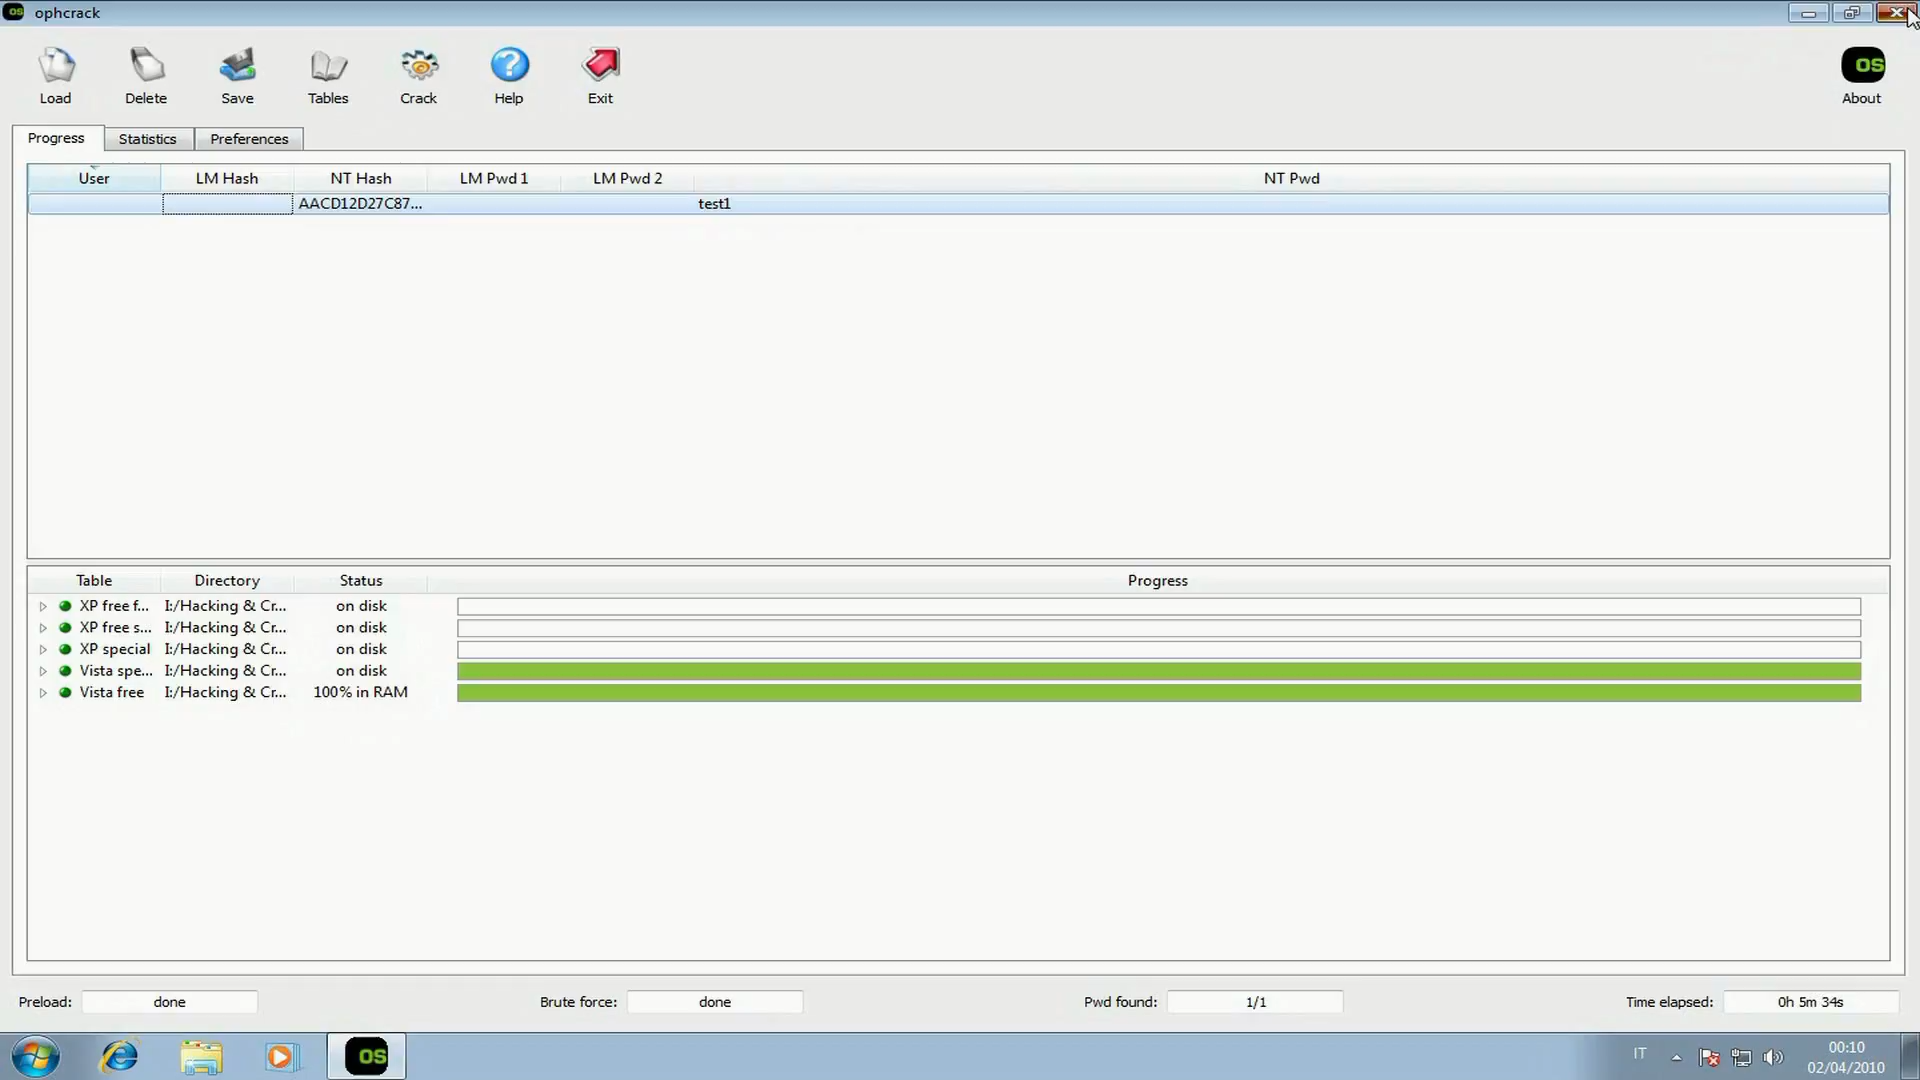 os ophcrack
Load Delete Save Tables Crack Help Exit OS About
Progress Statistics Preferences
User LM Hash NT Hash LM Pwd 1 LM Pwd 2 NT Pwd
AACD12D27C87... test1
Table Directory Status Progress
XP free f... I:/Hacking & Cr... on disk
XP free s... I:/Hacking & Cr... on disk
XP special I:/Hacking & Cr... on disk
Vista spe... I:/Hacking & Cr... on disk
Vista free I:/Hacking & Cr... 100% in RAM
Preload: done Brute force: done Pwd found: 1/1 Time elapsed: 0h 5m 34s
OS IT 00:10
02/04/2010